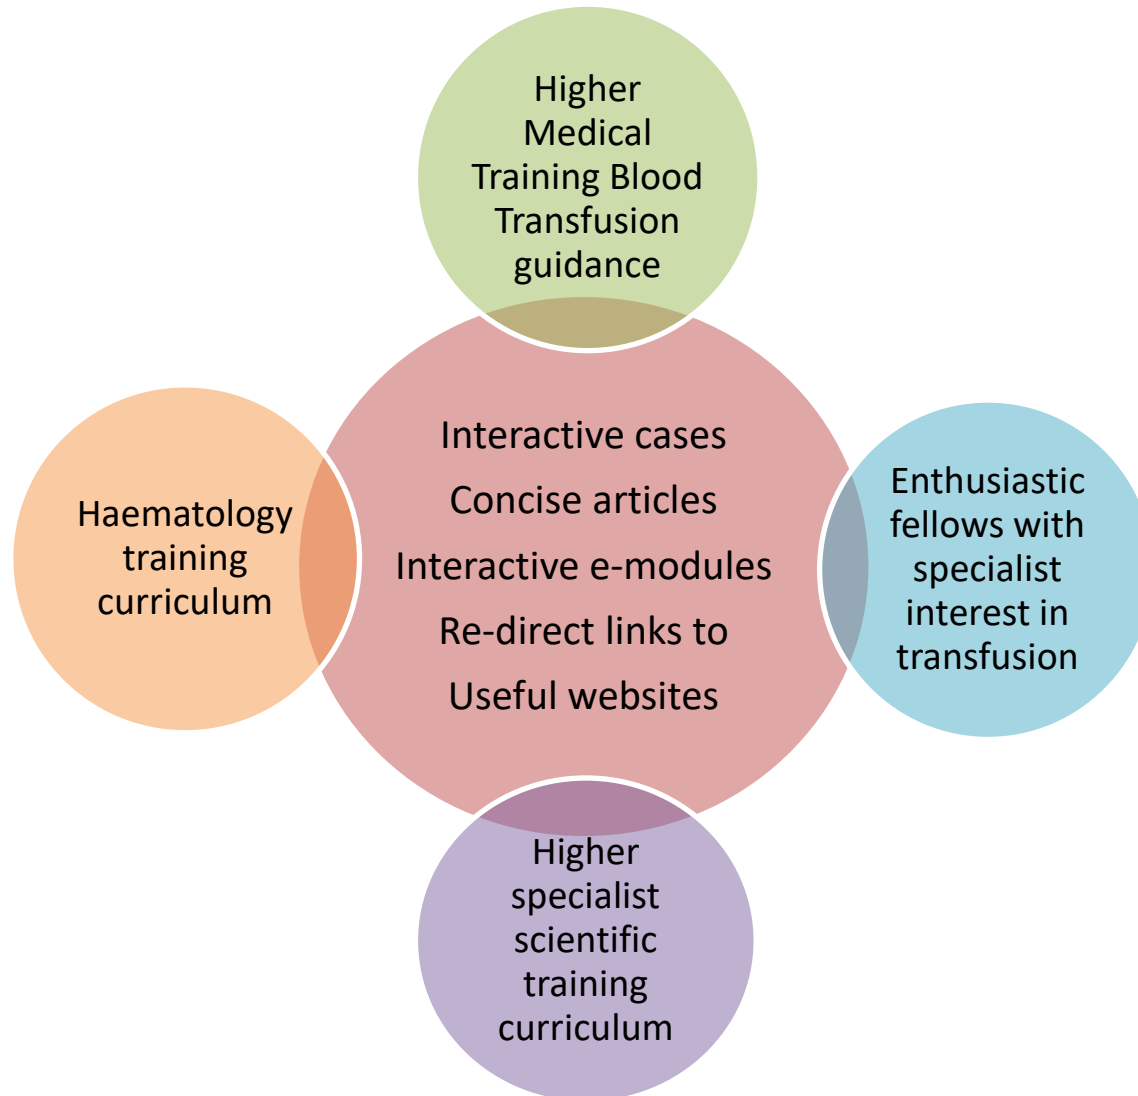 Higher
Medical
Training Blood
Transfusion
guidance
Haematology
training
curriculum
Interactive cases
Concise articles
Interactive e-modules
Re-direct links to
Useful websites
Enthusiastic
fellows with
specialist
interest in
transfusion
Higher
specialist
scientific
training
curriculum